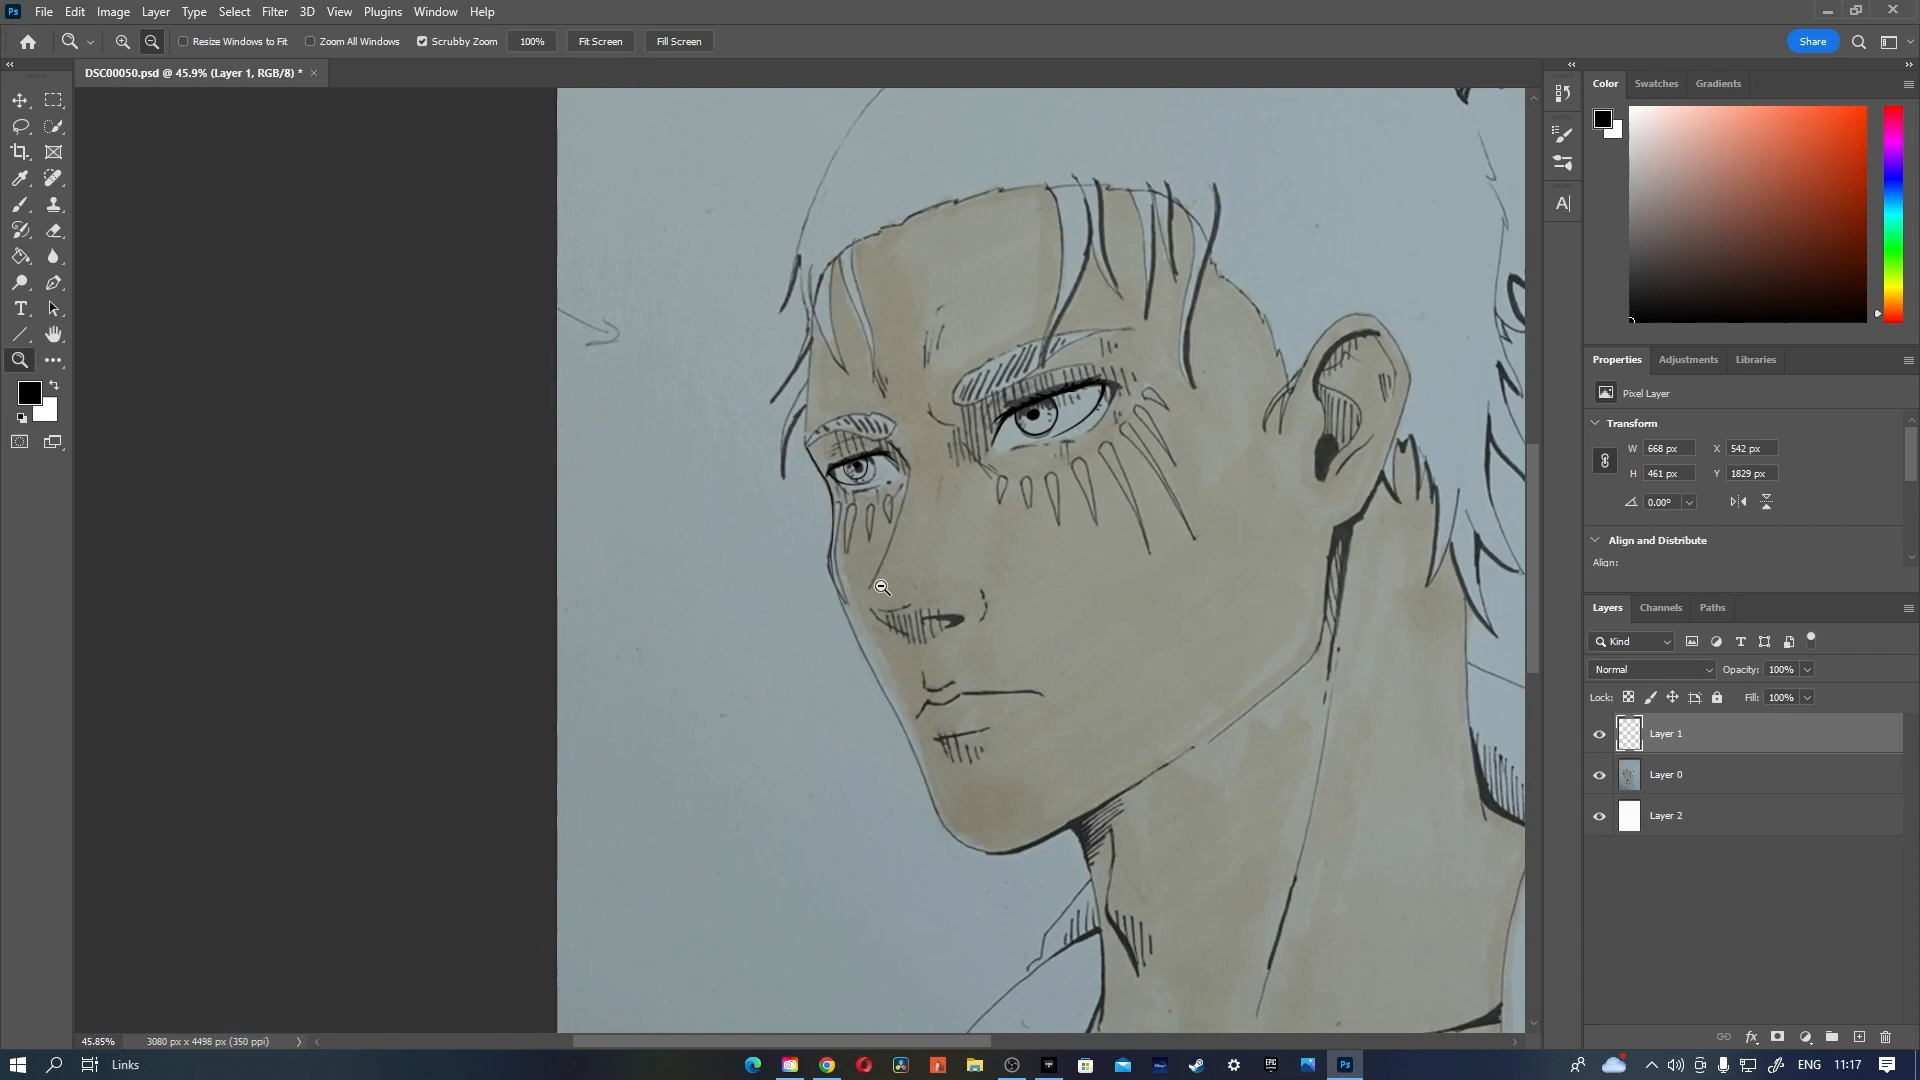 Ps File Edit Image Layer Type Select Filter 3D View Plugins Window Help
Resize Windows to Fit Zoom All Windows Scrubby Zoom 100% Fit Screen Fill Screen Share
DSC00050.psd @ 45.9% (Layer 1, RGB/8) * ×
Color Swatches Gradients
Properties Adjustments Libraries
Pixel Layer
Transform
W 668 px X 542 px
H 461 px Y 1829 px
0.00°
Align and Distribute
Align:
Layers Channels Paths
Kind
Normal Opacity: 100%
Lock: Fill: 100%
Layer 1
Layer 0
Layer 2
fx
45.85% 3080 px x 4498 px (350 ppi)
Links Ps ENG 11:17